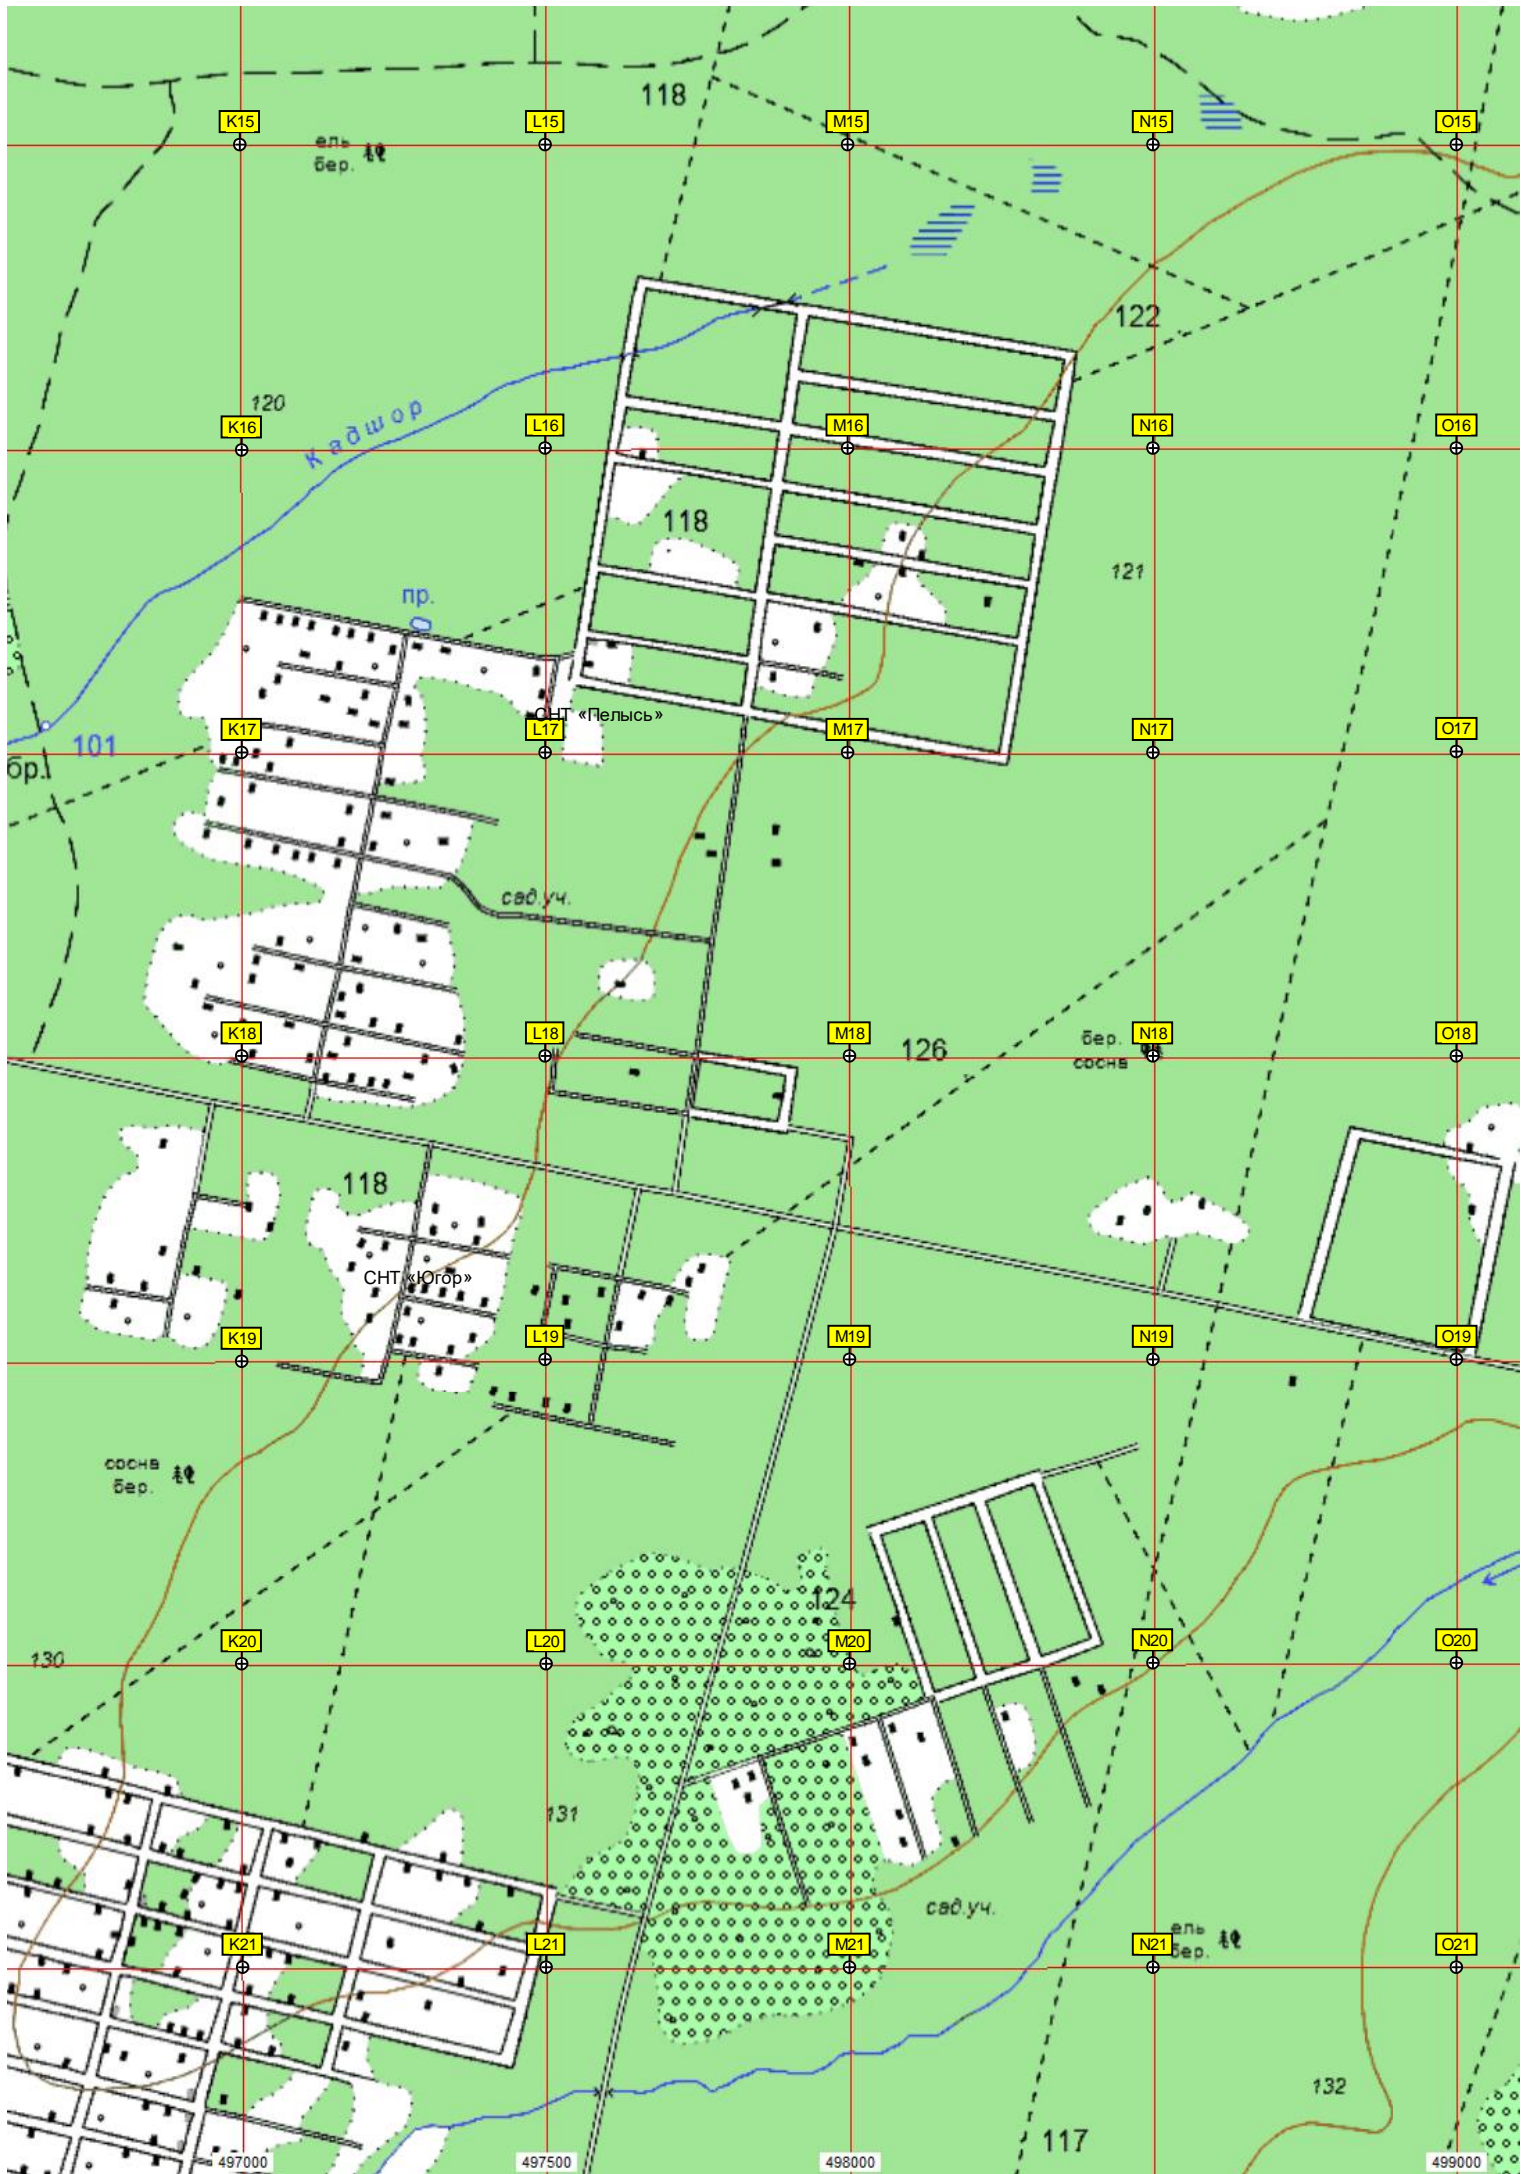 118
K15
L15
M15
N15
O15
ель
бер.
122
120
Кадшор
K16
L16
M16
N16
O16
118
121
пр.
СНТ «Пелысь»
K17
L17
M17
N17
O17
101
бр.
сад.уч.
K18
L18
M18
N18
O18
126
бер.
сосна
118
СНТ «Югор»
K19
L19
M19
N19
O19
сосна
бер.
124
130
K20
L20
M20
N20
O20
131
сад.уч.
K21
L21
M21
N21
O21
ель
бер.
132
117
497000
497500
498000
499000